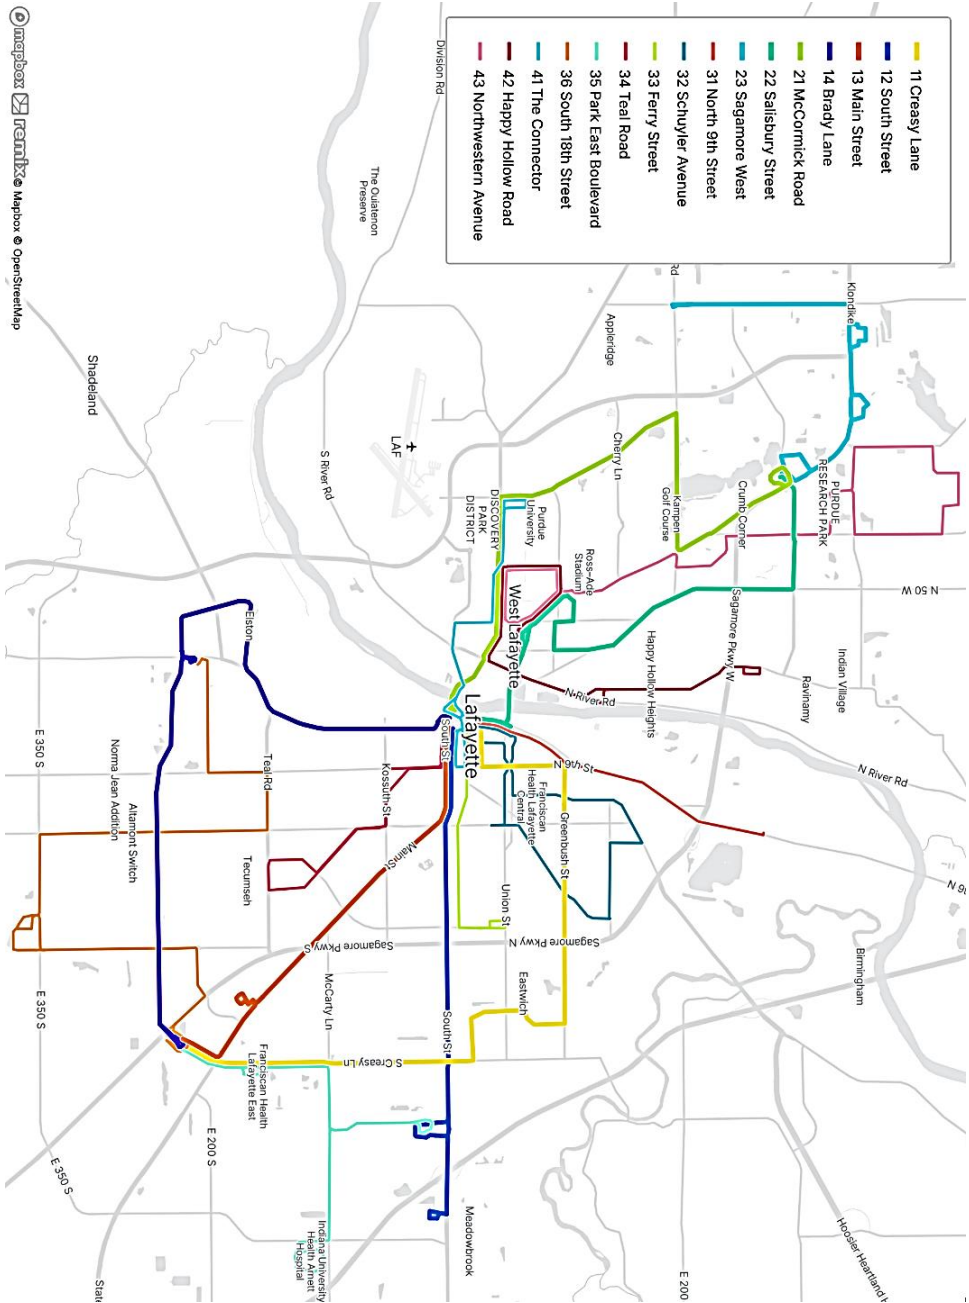 11 Creasy Lane
12 South Street
13 Main Street
14 Brady Lane
21 McCormick Road
22 Salisbury Street
23 Sagamore West
31 North 9th Street
32 Schuyler Avenue
33 Ferry Street
34 Teal Road
35 Park East Boulevard
36 South 18th Street
41 The Connector
42 Happy Hollow Road
43 Northwestern Avenue
Division Rd
The Ouiatenon
Preserve
Rd
Klondike
Appleridge
Shadeland
LAF
S River Rd
Cherry Ln
Kampen
Golf Course
Crumb Corner
PURDUE
RESEARCH PARK
DISCOVERY
PARK
DISTRICT
Purdue
University
Ross-Ade
Stadium
N 50 W
Sagamore Pkwy W
West Lafayette
Happy Hollow Heights
Indian Village
Ravinamy
N River Rd
N River Rd
Elston
Lafayette
South St
E 350 S
Norma Jean Addition
Altamont Switch
Teal Rd
Kossuth St
Tecumseh
Main St
N 9th St
Franciscan
Health Lafayette
Central
Greenbush St
Union St
Sagamore Pkwy S
Sagamore Pkwy N
N 9
Birmingham
E 350 S
McCarty Ln
South St
Eastwich
S Creasy Ln
Franciscan Health
Lafayette East
E 200 S
E 350 S
Meadowbrook
Indiana University
Health Arnett
Hospital
Hoosier Heartland H
E 200
State
mapbox remix © Mapbox © OpenStreetMap